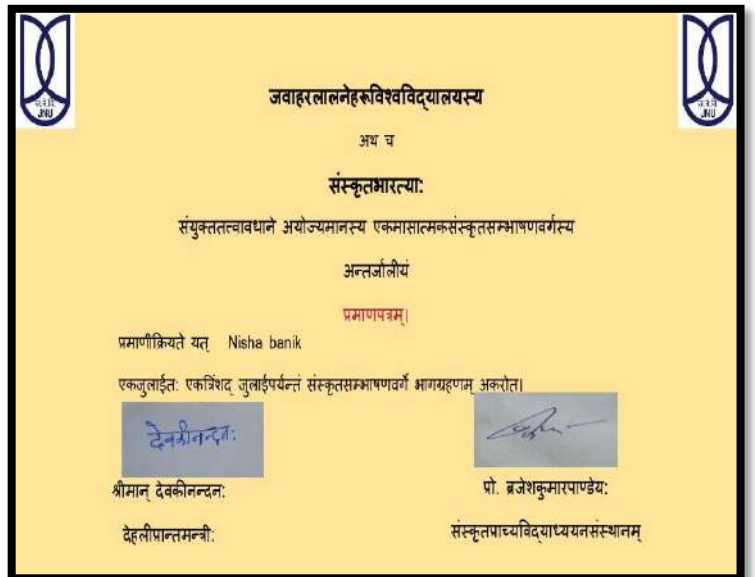 ज.ने.वि.
JNU
ज.ने.वि.
JNU
जवाहरलालनेहरूविश्वविद्यालयस्य
अथ च
संस्कृतभारत्या:
संयुक्ततत्त्वावधाने अयोज्यमानस्य एकमासात्मकसंस्कृतसम्भाषणवर्गस्य
अन्तर्जालीयं
प्रमाणपत्रम्।
प्रमाणीक्रियते यत् Nisha banik
एकजुलाईत: एकत्रिंशद् जुलाईपर्यन्तं संस्कृतसम्भाषणवर्गे भागग्रहणम् अकरोत्।
देवकीनन्दन:
श्रीमान् देवकीनन्दन:
प्रो. ब्रजेशकुमारपाण्डेय:
देहलीप्रान्तमन्त्री:
संस्कृतप्राच्यविद्याध्ययनसंस्थानम्